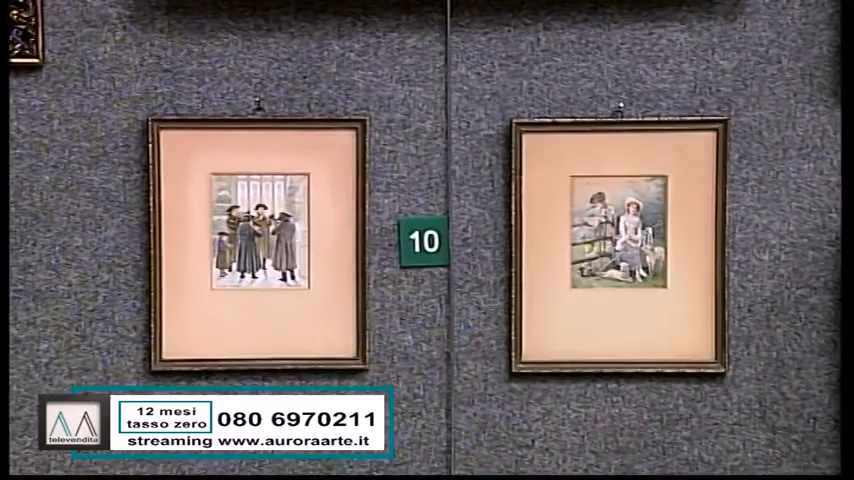 10
12 mesi
tasso zero
080 6970211
streaming www.auroraarte.it
televendita